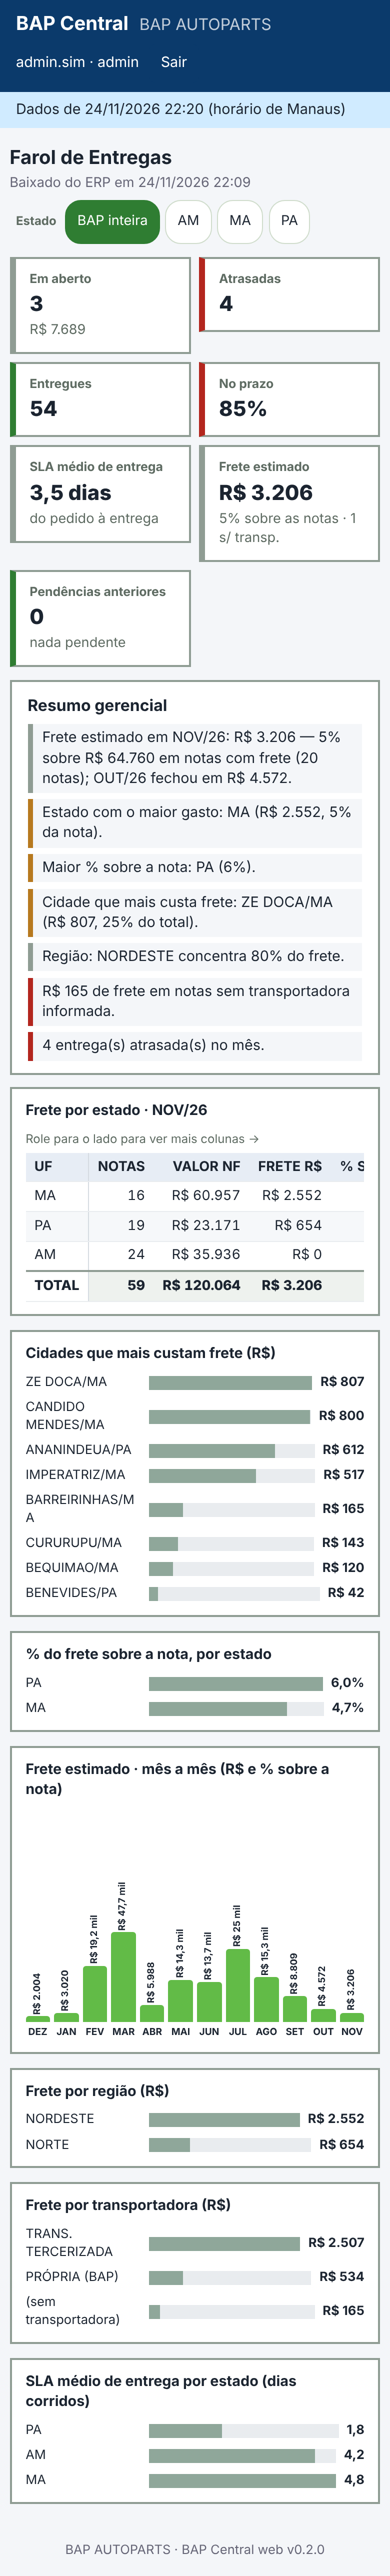 BAP Central BAP AUTOPARTS
admin.sim · admin Sair
Dados de 24/11/2026 22:20 (horário de Manaus)
Farol de Entregas
Baixado do ERP em 24/11/2026 22:09
Estado BAP inteira AM MA PA
Em aberto
3
R$ 7.689
Atrasadas
4
Entregues
54
No prazo
85%
SLA médio de entrega
3,5 dias
do pedido à entrega
Frete estimado
R$ 3.206
5% sobre as notas · 1
s/ transp.
Pendências anteriores
0
nada pendente
Resumo gerencial
Frete estimado em NOV/26: R$ 3.206 — 5%
sobre R$ 64.760 em notas com frete (20
notas); OUT/26 fechou em R$ 4.572.
Estado com o maior gasto: MA (R$ 2.552, 5%
da nota).
Maior % sobre a nota: PA (6%).
Cidade que mais custa frete: ZE DOCA/MA
(R$ 807, 25% do total).
Região: NORDESTE concentra 80% do frete.
R$ 165 de frete em notas sem transportadora
informada.
4 entrega(s) atrasada(s) no mês.
Frete por estado · NOV/26
Role para o lado para ver mais colunas →
UF NOTAS VALOR NF FRETE R$ % S
MA 16 R$ 60.957 R$ 2.552
PA 19 R$ 23.171 R$ 654
AM 24 R$ 35.936 R$ 0
TOTAL 59 R$ 120.064 R$ 3.206
Cidades que mais custam frete (R$)
ZE DOCA/MA R$ 807
CANDIDO
MENDES/MA R$ 800
ANANINDEUA/PA R$ 612
IMPERATRIZ/MA R$ 517
BARREIRINHAS/M
A R$ 165
CURURUPU/MA R$ 143
BEQUIMAO/MA R$ 120
BENEVIDES/PA R$ 42
% do frete sobre a nota, por estado
PA 6,0%
MA 4,7%
Frete estimado · mês a mês (R$ e % sobre a
nota)
R$ 2.004 R$ 3.020 R$ 19,2 mil R$ 47,7 mil R$ 5.988 R$ 14,3 mil R$ 13,7 mil R$ 25 mil R$ 15,3 mil R$ 8.809 R$ 4.572 R$ 3.206
DEZ JAN FEV MAR ABR MAI JUN JUL AGO SET OUT NOV
Frete por região (R$)
NORDESTE R$ 2.552
NORTE R$ 654
Frete por transportadora (R$)
TRANS.
TERCERIZADA R$ 2.507
PRÓPRIA (BAP) R$ 534
(sem
transportadora) R$ 165
SLA médio de entrega por estado (dias
corridos)
PA 1,8
AM 4,2
MA 4,8
BAP AUTOPARTS · BAP Central web v0.2.0